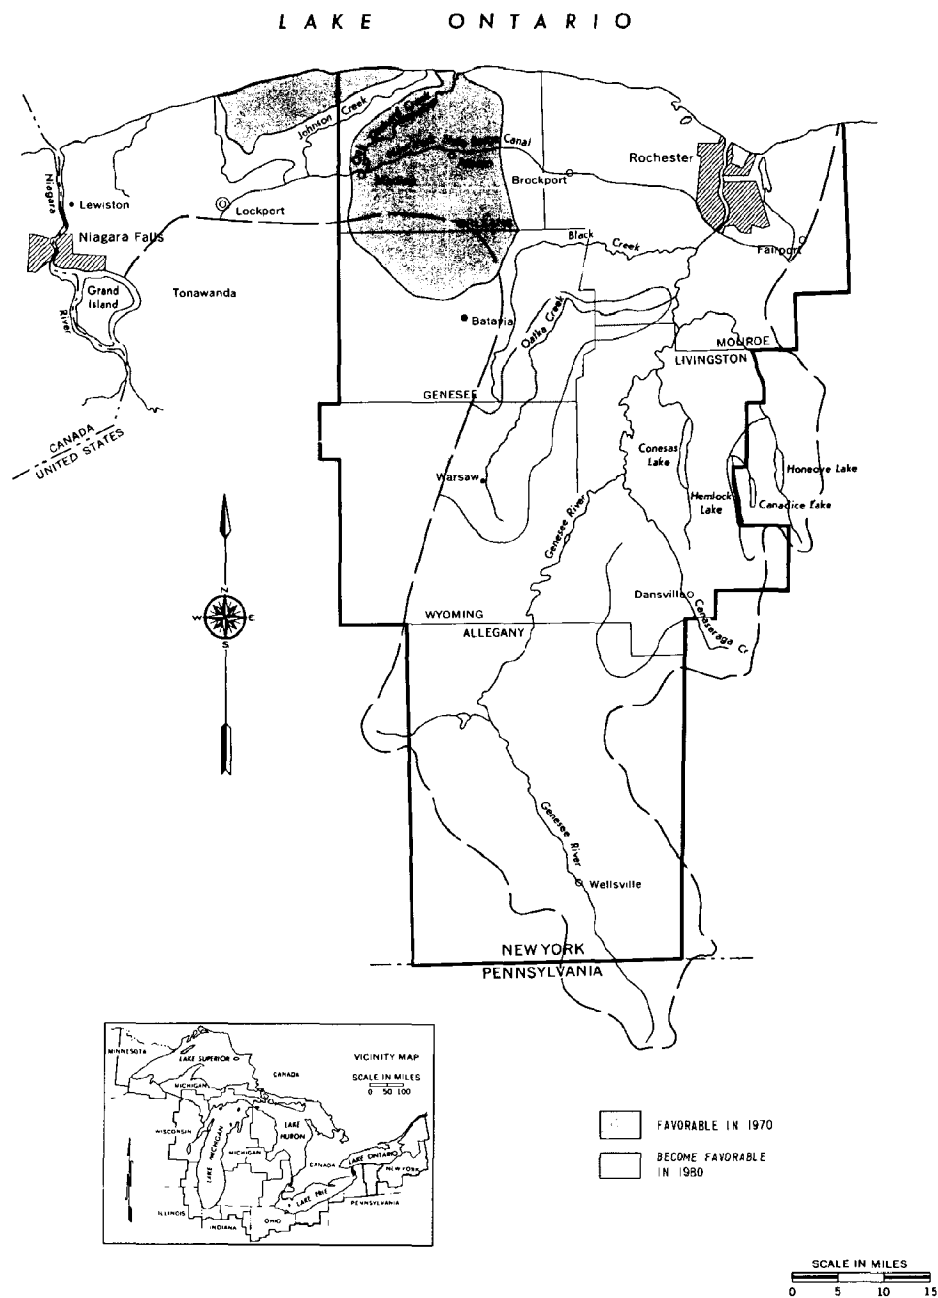 LAKE ONTARIO
Johnson Creek
Canal
Rochester
Brockport
Niagara
Lewiston
Lockport
Niagara Falls
Black
Creek
Fairport
Grand
Island
Tonawanda
River
Batavia
Oatka Creek
MONROE
LIVINGSTON
GENESEE
CANADA
UNITED STATES
Conesas
Lake
Honeoye Lake
Warsaw
Hemlock
Lake
Canadice Lake
Genesee River
N
W E
S
Dansville
Canaseraga Cr
WYOMING
ALLEGANY
Genesee
River
Wellsville
NEW YORK
PENNSYLVANIA
MINNESOTA
LAKE SUPERIOR
VICINITY MAP
CANADA
SCALE IN MILES
0 50 100
MICHIGAN
WISCONSIN
LAKE
HURON
LAKE MICHIGAN
MICHIGAN
CANADA
LAKE ONTARIO
NEW YORK
LAKE ERIE
PENNSYLVANIA
ILLINOIS
INDIANA
OHIO
FAVORABLE IN 1970
BECOME FAVORABLE
IN 1980
SCALE IN MILES
0 5 10 15